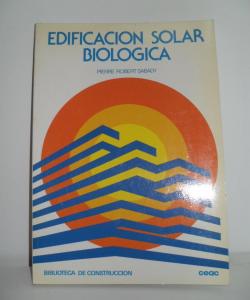 EDIFICACION SOLAR
BIOLOGICA
PIERRE ROBERT SABADY
BIBLIOTECA DE CONSTRUCCION
ceac